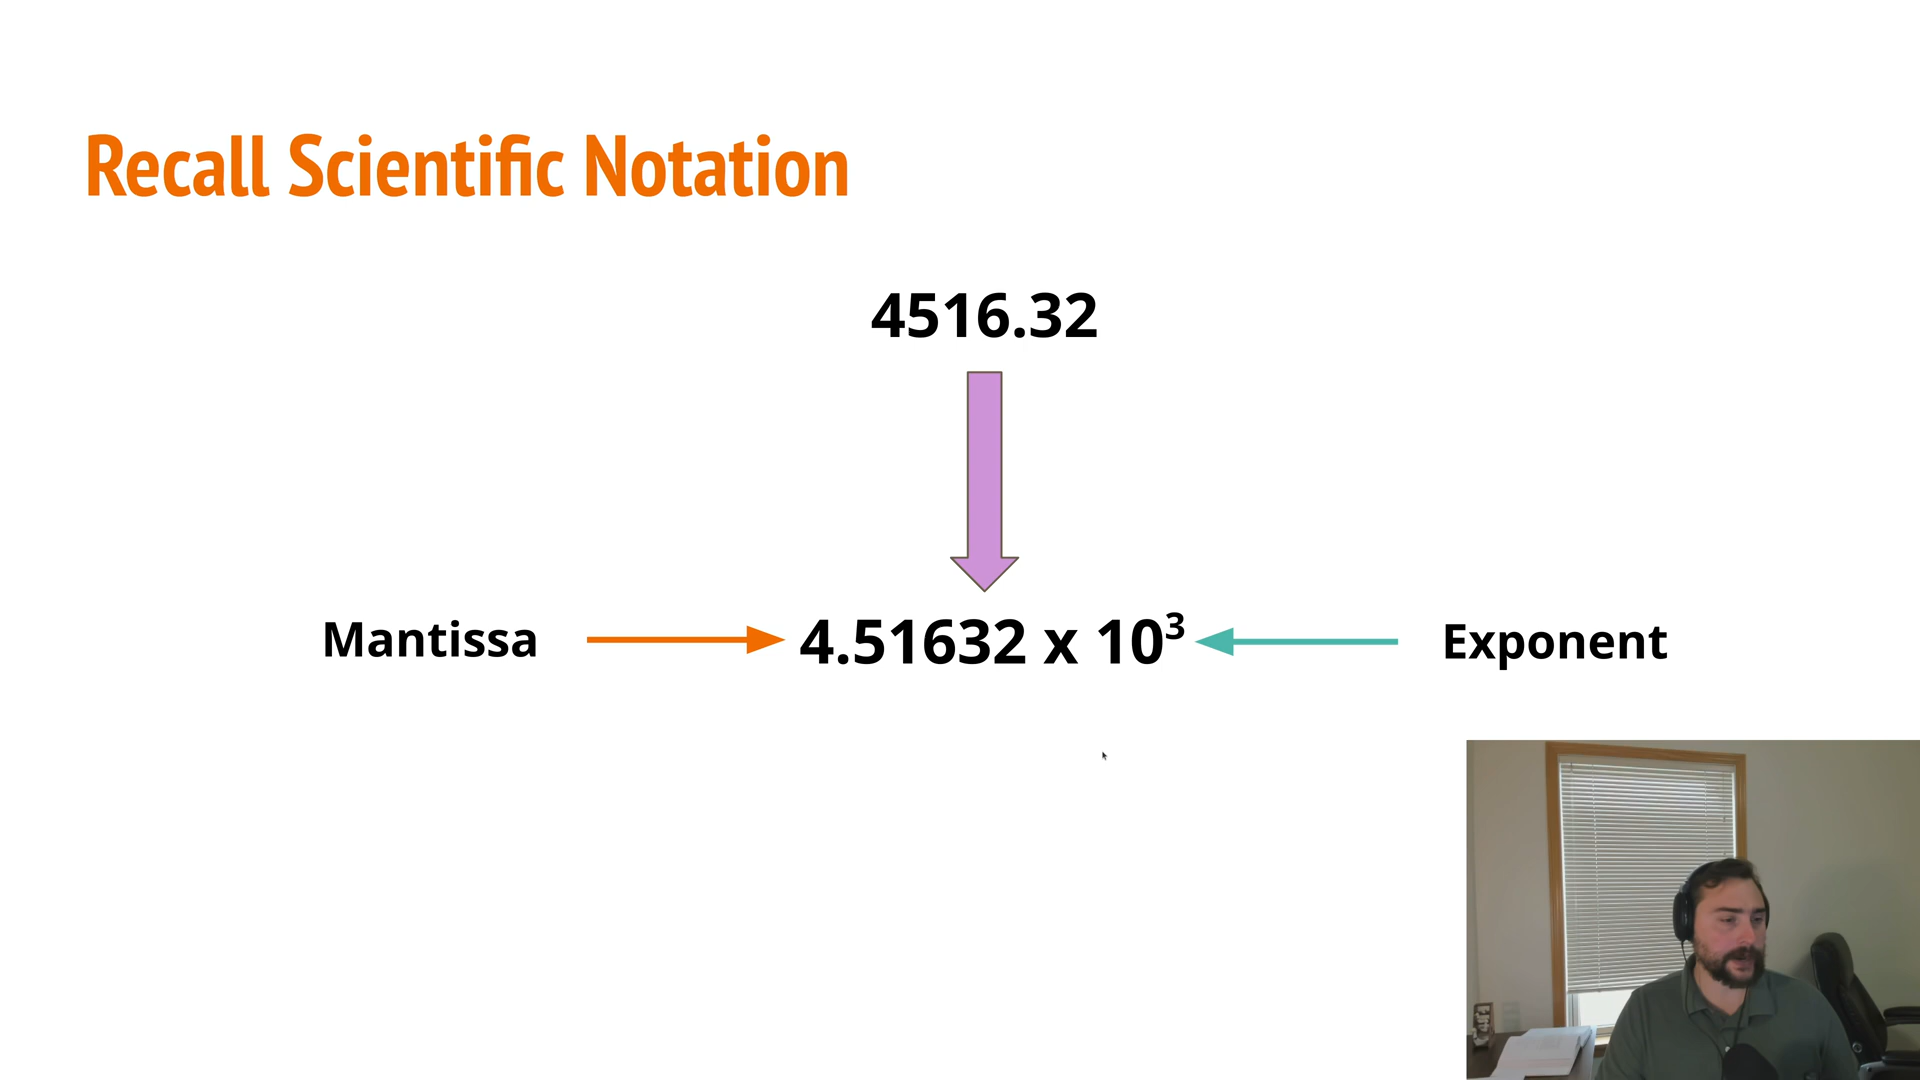 Recall Scientific Notation
4516.32
Mantissa 4.51632 x 10³ Exponent